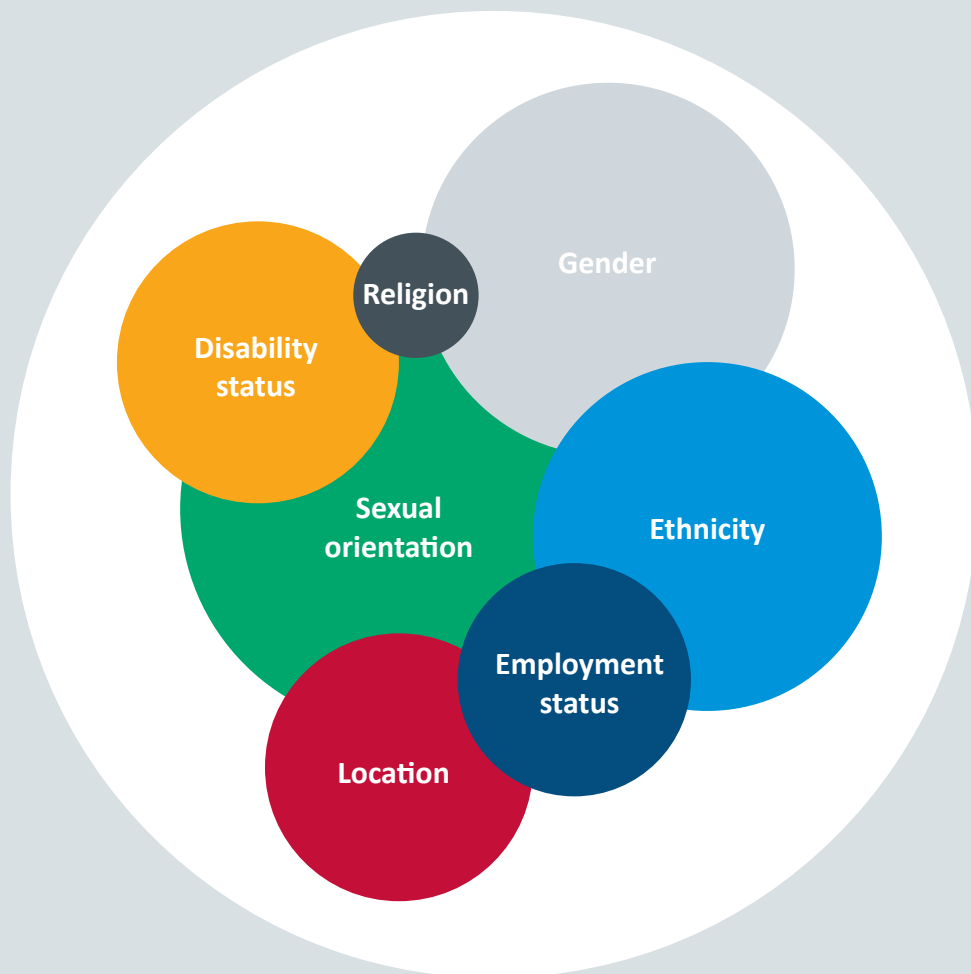 Gender
Religion
Disability
status
Sexual
orientation
Ethnicity
Employment
status
Location